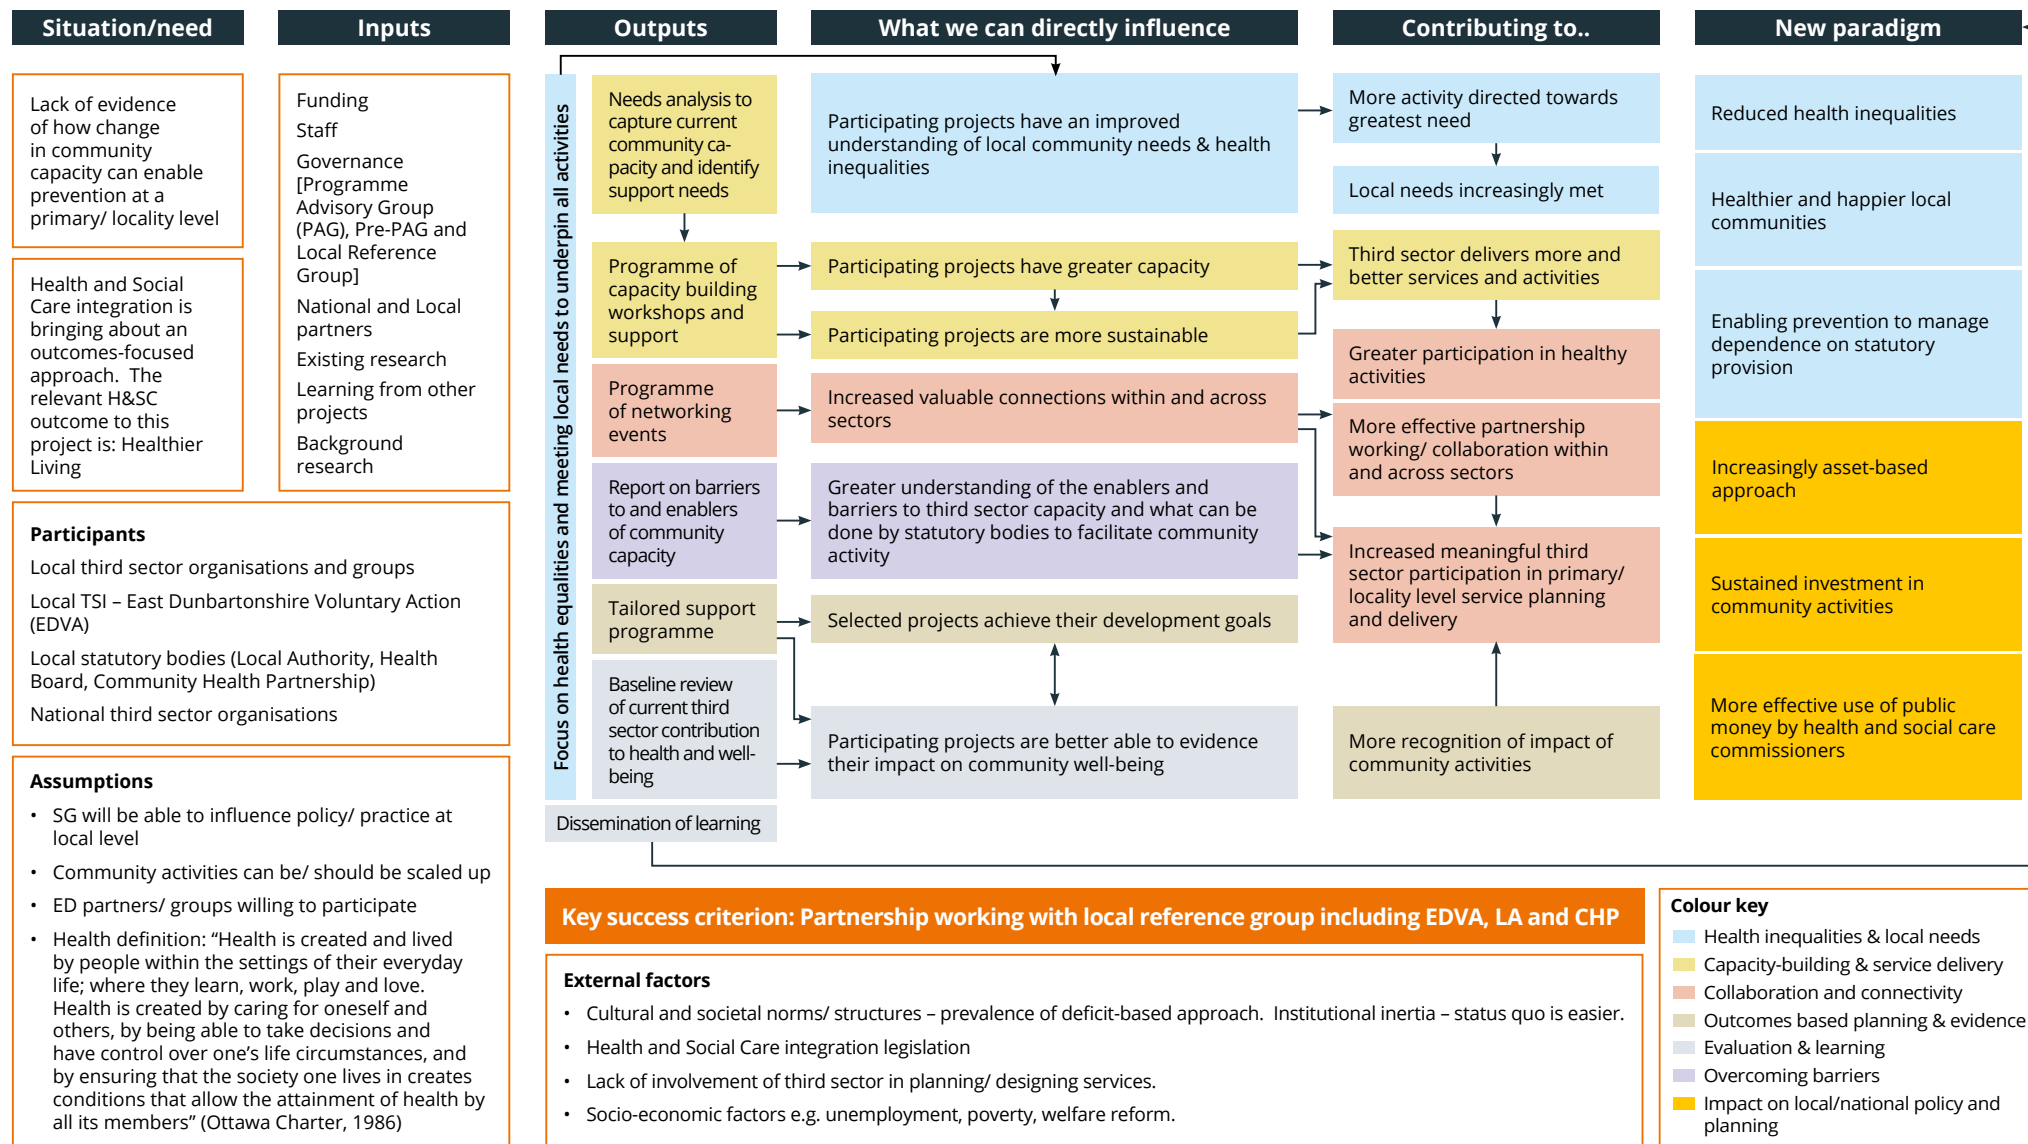 Situation/need
Lack of evidence
of how change
in community
capacity can enable
prevention at a
primary/ locality level
Health and Social
Care integration is
bringing about an
outcomes-focused
approach.  The
relevant H&SC
outcome to this
project is: Healthier
Living
Inputs
Funding
Staff
Governance
[Programme
Advisory Group
(PAG), Pre-PAG and
Local Reference
Group]
National and Local
partners
Existing research
Learning from other
projects
Background
research
Participants
Local third sector organisations and groups
Local TSI – East Dunbartonshire Voluntary Action
(EDVA)
Local statutory bodies (Local Authority, Health
Board, Community Health Partnership)
National third sector organisations
Assumptions
• SG will be able to influence policy/ practice at
local level
• Community activities can be/ should be scaled up
• ED partners/ groups willing to participate
• Health definition: “Health is created and lived
by people within the settings of their everyday
life; where they learn, work, play and love.
Health is created by caring for oneself and
others, by being able to take decisions and
have control over one’s life circumstances, and
by ensuring that the society one lives in creates
conditions that allow the attainment of health by
all its members” (Ottawa Charter, 1986)
Outputs
Focus on health equalities and meeting local needs to underpin all activities
Needs analysis to
capture current
community ca-
pacity and identify
support needs
Programme of
capacity building
workshops and
support
Programme
of networking
events
Report on barriers
to and enablers
of community
capacity
Tailored support
programme
Baseline review
of current third
sector contribution
to health and well-
being
Dissemination of learning
What we can directly influence
Participating projects have an improved
understanding of local community needs & health
inequalities
Participating projects have greater capacity
Participating projects are more sustainable
Increased valuable connections within and across
sectors
Greater understanding of the enablers and
barriers to third sector capacity and what can be
done by statutory bodies to facilitate community
activity
Selected projects achieve their development goals
Participating projects are better able to evidence
their impact on community well-being
Contributing to..
More activity directed towards
greatest need
Local needs increasingly met
Third sector delivers more and
better services and activities
Greater participation in healthy
activities
More effective partnership
working/ collaboration within
and across sectors
Increased meaningful third
sector participation in primary/
locality level service planning
and delivery
More recognition of impact of
community activities
New paradigm
Reduced health inequalities
Healthier and happier local
communities
Enabling prevention to manage
dependence on statutory
provision
Increasingly asset-based
approach
Sustained investment in
community activities
More effective use of public
money by health and social care
commissioners
Key success criterion: Partnership working with local reference group including EDVA, LA and CHP
External factors
• Cultural and societal norms/ structures – prevalence of deficit-based approach.  Institutional inertia – status quo is easier.
• Health and Social Care integration legislation
• Lack of involvement of third sector in planning/ designing services.
• Socio-economic factors e.g. unemployment, poverty, welfare reform.
Colour key
Health inequalities & local needs
Capacity-building & service delivery
Collaboration and connectivity
Outcomes based planning & evidence
Evaluation & learning
Overcoming barriers
Impact on local/national policy and
planning